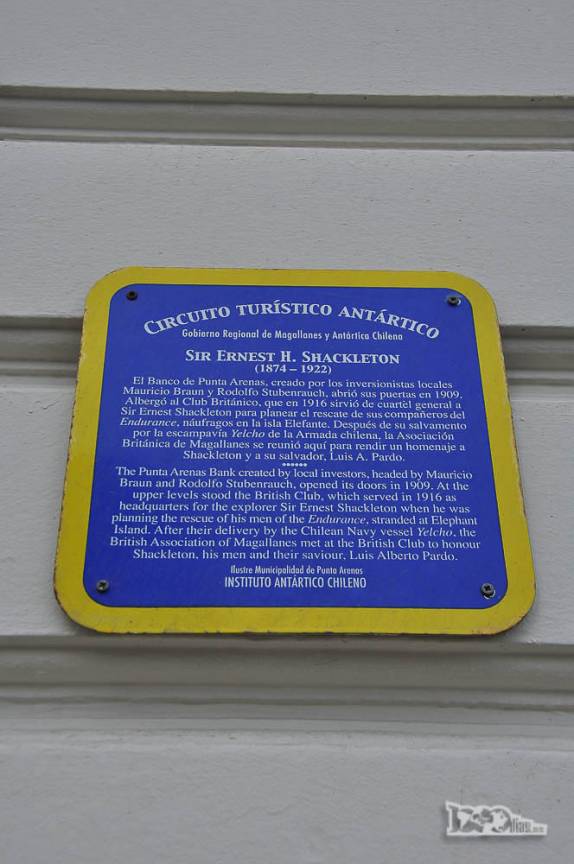 CIRCUITO TURÍSTICO ANTÁRTICO
Gobierno Regional de Magallanes y Antártica Chilena
SIR ERNEST H. SHACKLETON
(1874 – 1922)
El Banco de Punta Arenas, creado por los inversionistas locales
Mauricio Braun y Rodolfo Stubenrauch, abrió sus puertas en 1909.
Albergó al Club Británico, que en 1916 sirvió de cuartel general a
Sir Ernest Shackleton para planear el rescate de sus compañeros del
Endurance, náufragos en la isla Elefante. Después de su salvamento
por la escampavía Yelcho de la Armada chilena, la Asociación
Británica de Magallanes se reunió aquí para rendir un homenaje a
Shackleton y a su salvador, Luis A. Pardo.
The Punta Arenas Bank created by local investors, headed by Mauricio
Braun and Rodolfo Stubenrauch, opened its doors in 1909. At the
upper levels stood the British Club, which served in 1916 as
headquarters for the explorer Sir Ernest Shackleton when he was
planning the rescue of his men of the Endurance, stranded at Elephant
Island. After their delivery by the Chilean Navy vessel Yelcho, the
British Association of Magallanes met at the British Club to honour
Shackleton, his men and their saviour, Luis Alberto Pardo.
Ilustre Municipalidad de Punta Arenas
INSTITUTO ANTÁRTICO CHILENO